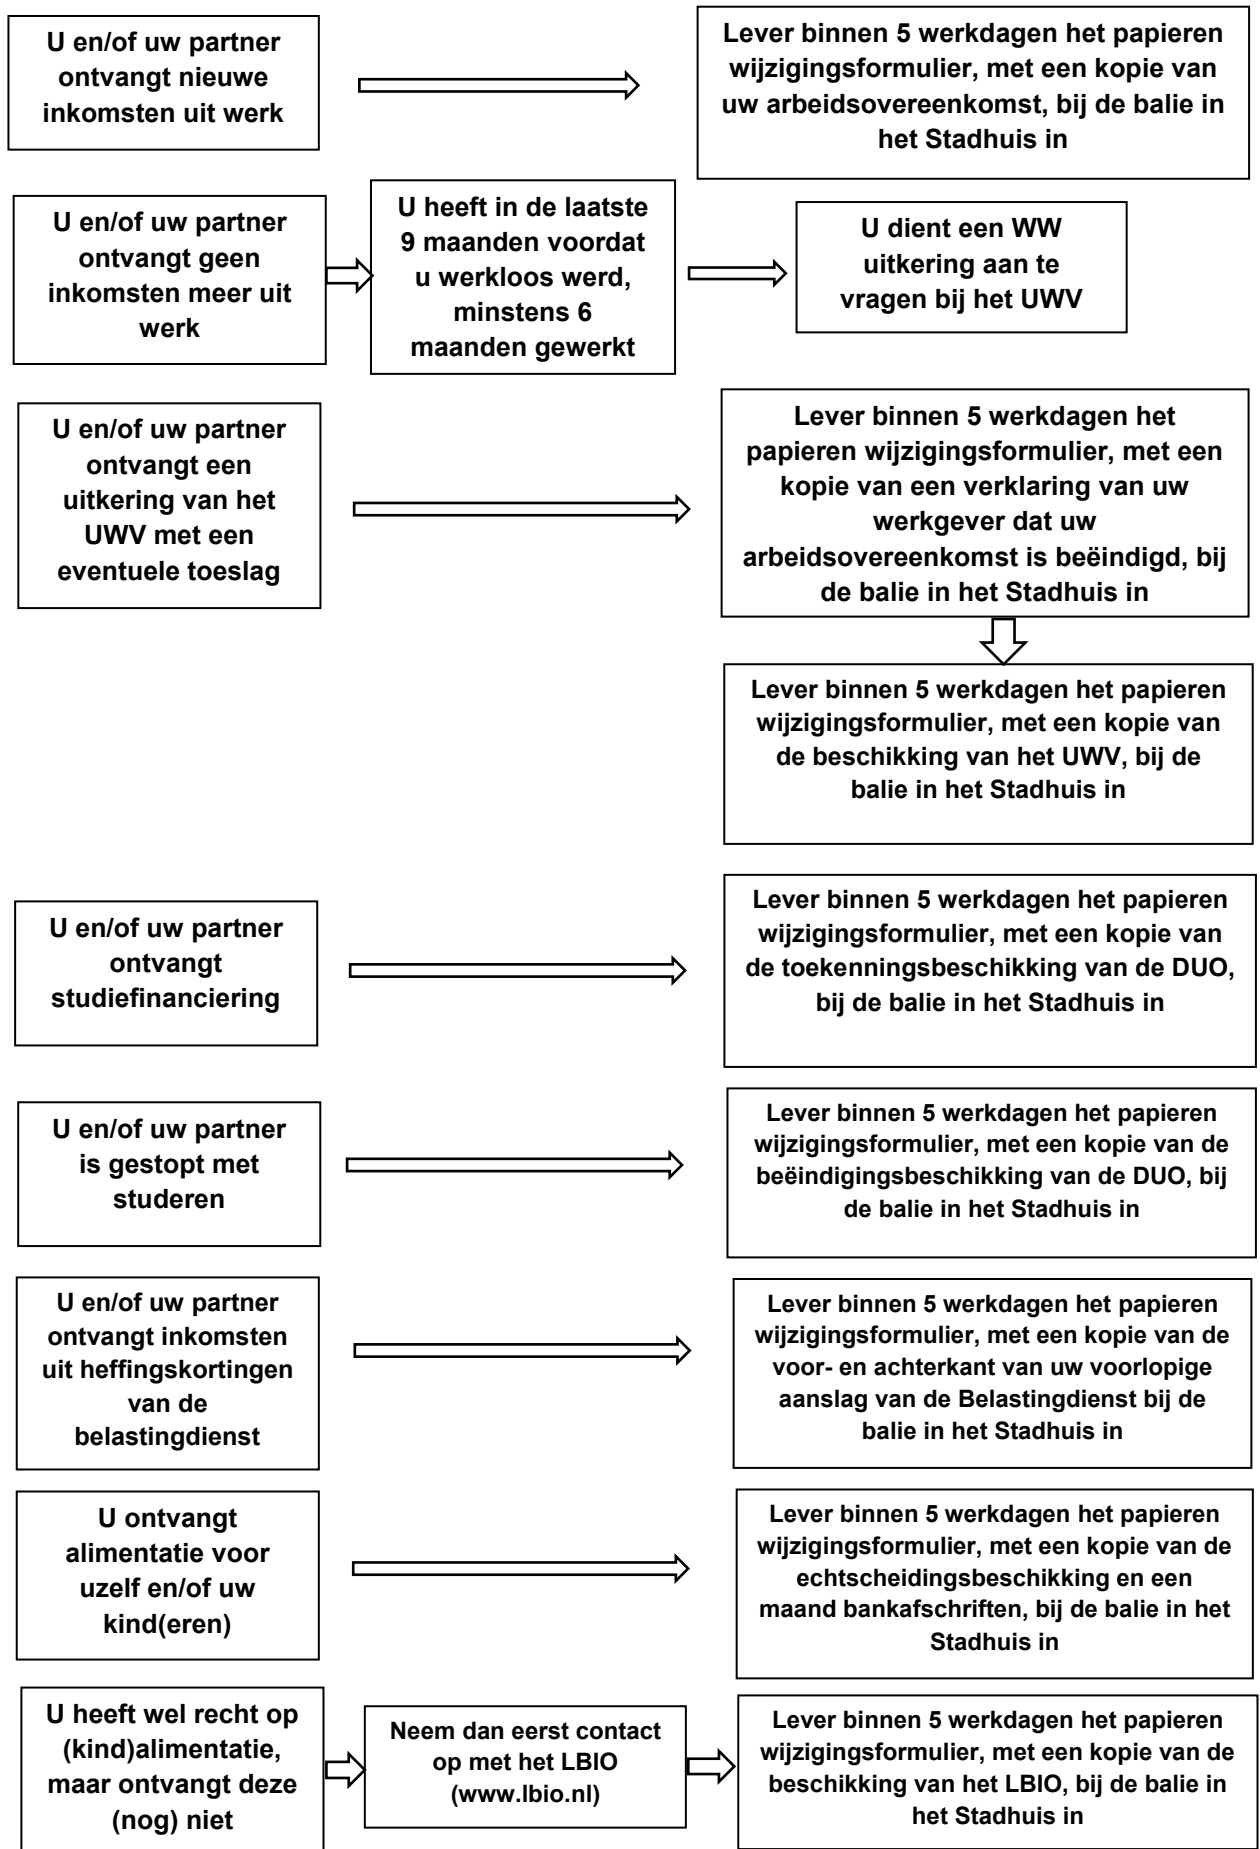 U en/of uw partner
ontvangt nieuwe
inkomsten uit werk
Lever binnen 5 werkdagen het papieren
wijzigingsformulier, met een kopie van
uw arbeidsovereenkomst, bij de balie in
het Stadhuis in
U en/of uw partner
ontvangt geen
inkomsten meer uit
werk
U heeft in de laatste
9 maanden voordat
u werkloos werd,
minstens 6
maanden gewerkt
U dient een WW
uitkering aan te
vragen bij het UWV
U en/of uw partner
ontvangt een
uitkering van het
UWV met een
eventuele toeslag
Lever binnen 5 werkdagen het
papieren wijzigingsformulier, met een
kopie van een verklaring van uw
werkgever dat uw
arbeidsovereenkomst is beëindigd, bij
de balie in het Stadhuis in
Lever binnen 5 werkdagen het papieren
wijzigingsformulier, met een kopie van
de beschikking van het UWV, bij de
balie in het Stadhuis in
U en/of uw partner
ontvangt
studiefinanciering
Lever binnen 5 werkdagen het papieren
wijzigingsformulier, met een kopie van
de toekenningsbeschikking van de DUO,
bij de balie in het Stadhuis in
U en/of uw partner
is gestopt met
studeren
Lever binnen 5 werkdagen het papieren
wijzigingsformulier, met een kopie van de
beëindigingsbeschikking van de DUO, bij
de balie in het Stadhuis in
U en/of uw partner
ontvangt inkomsten
uit heffingskortingen
van de
belastingdienst
Lever binnen 5 werkdagen het papieren
wijzigingsformulier, met een kopie van de
voor- en achterkant van uw voorlopige
aanslag van de Belastingdienst bij de
balie in het Stadhuis in
U ontvangt
alimentatie voor
uzelf en/of uw
kind(eren)
Lever binnen 5 werkdagen het papieren
wijzigingsformulier, met een kopie van de
echtscheidingsbeschikking en een
maand bankafschriften, bij de balie in het
Stadhuis in
U heeft wel recht op
(kind)alimentatie,
maar ontvangt deze
(nog) niet
Neem dan eerst contact
op met het LBIO
(www.lbio.nl)
Lever binnen 5 werkdagen het papieren
wijzigingsformulier, met een kopie van de
beschikking van het LBIO, bij de balie in
het Stadhuis in